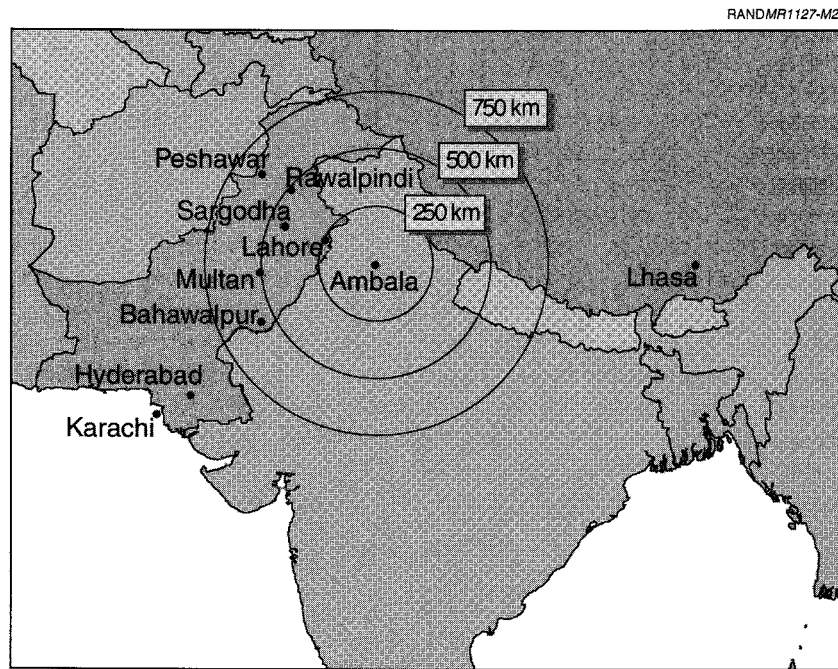 RANDMR1127-M2
750 km
Peshawar
500 km
Rawalpindi
Sargodha
250 km
Lahore
Multan
Ambala
Lhasa
Bahawalpur
Hyderabad
Karachi